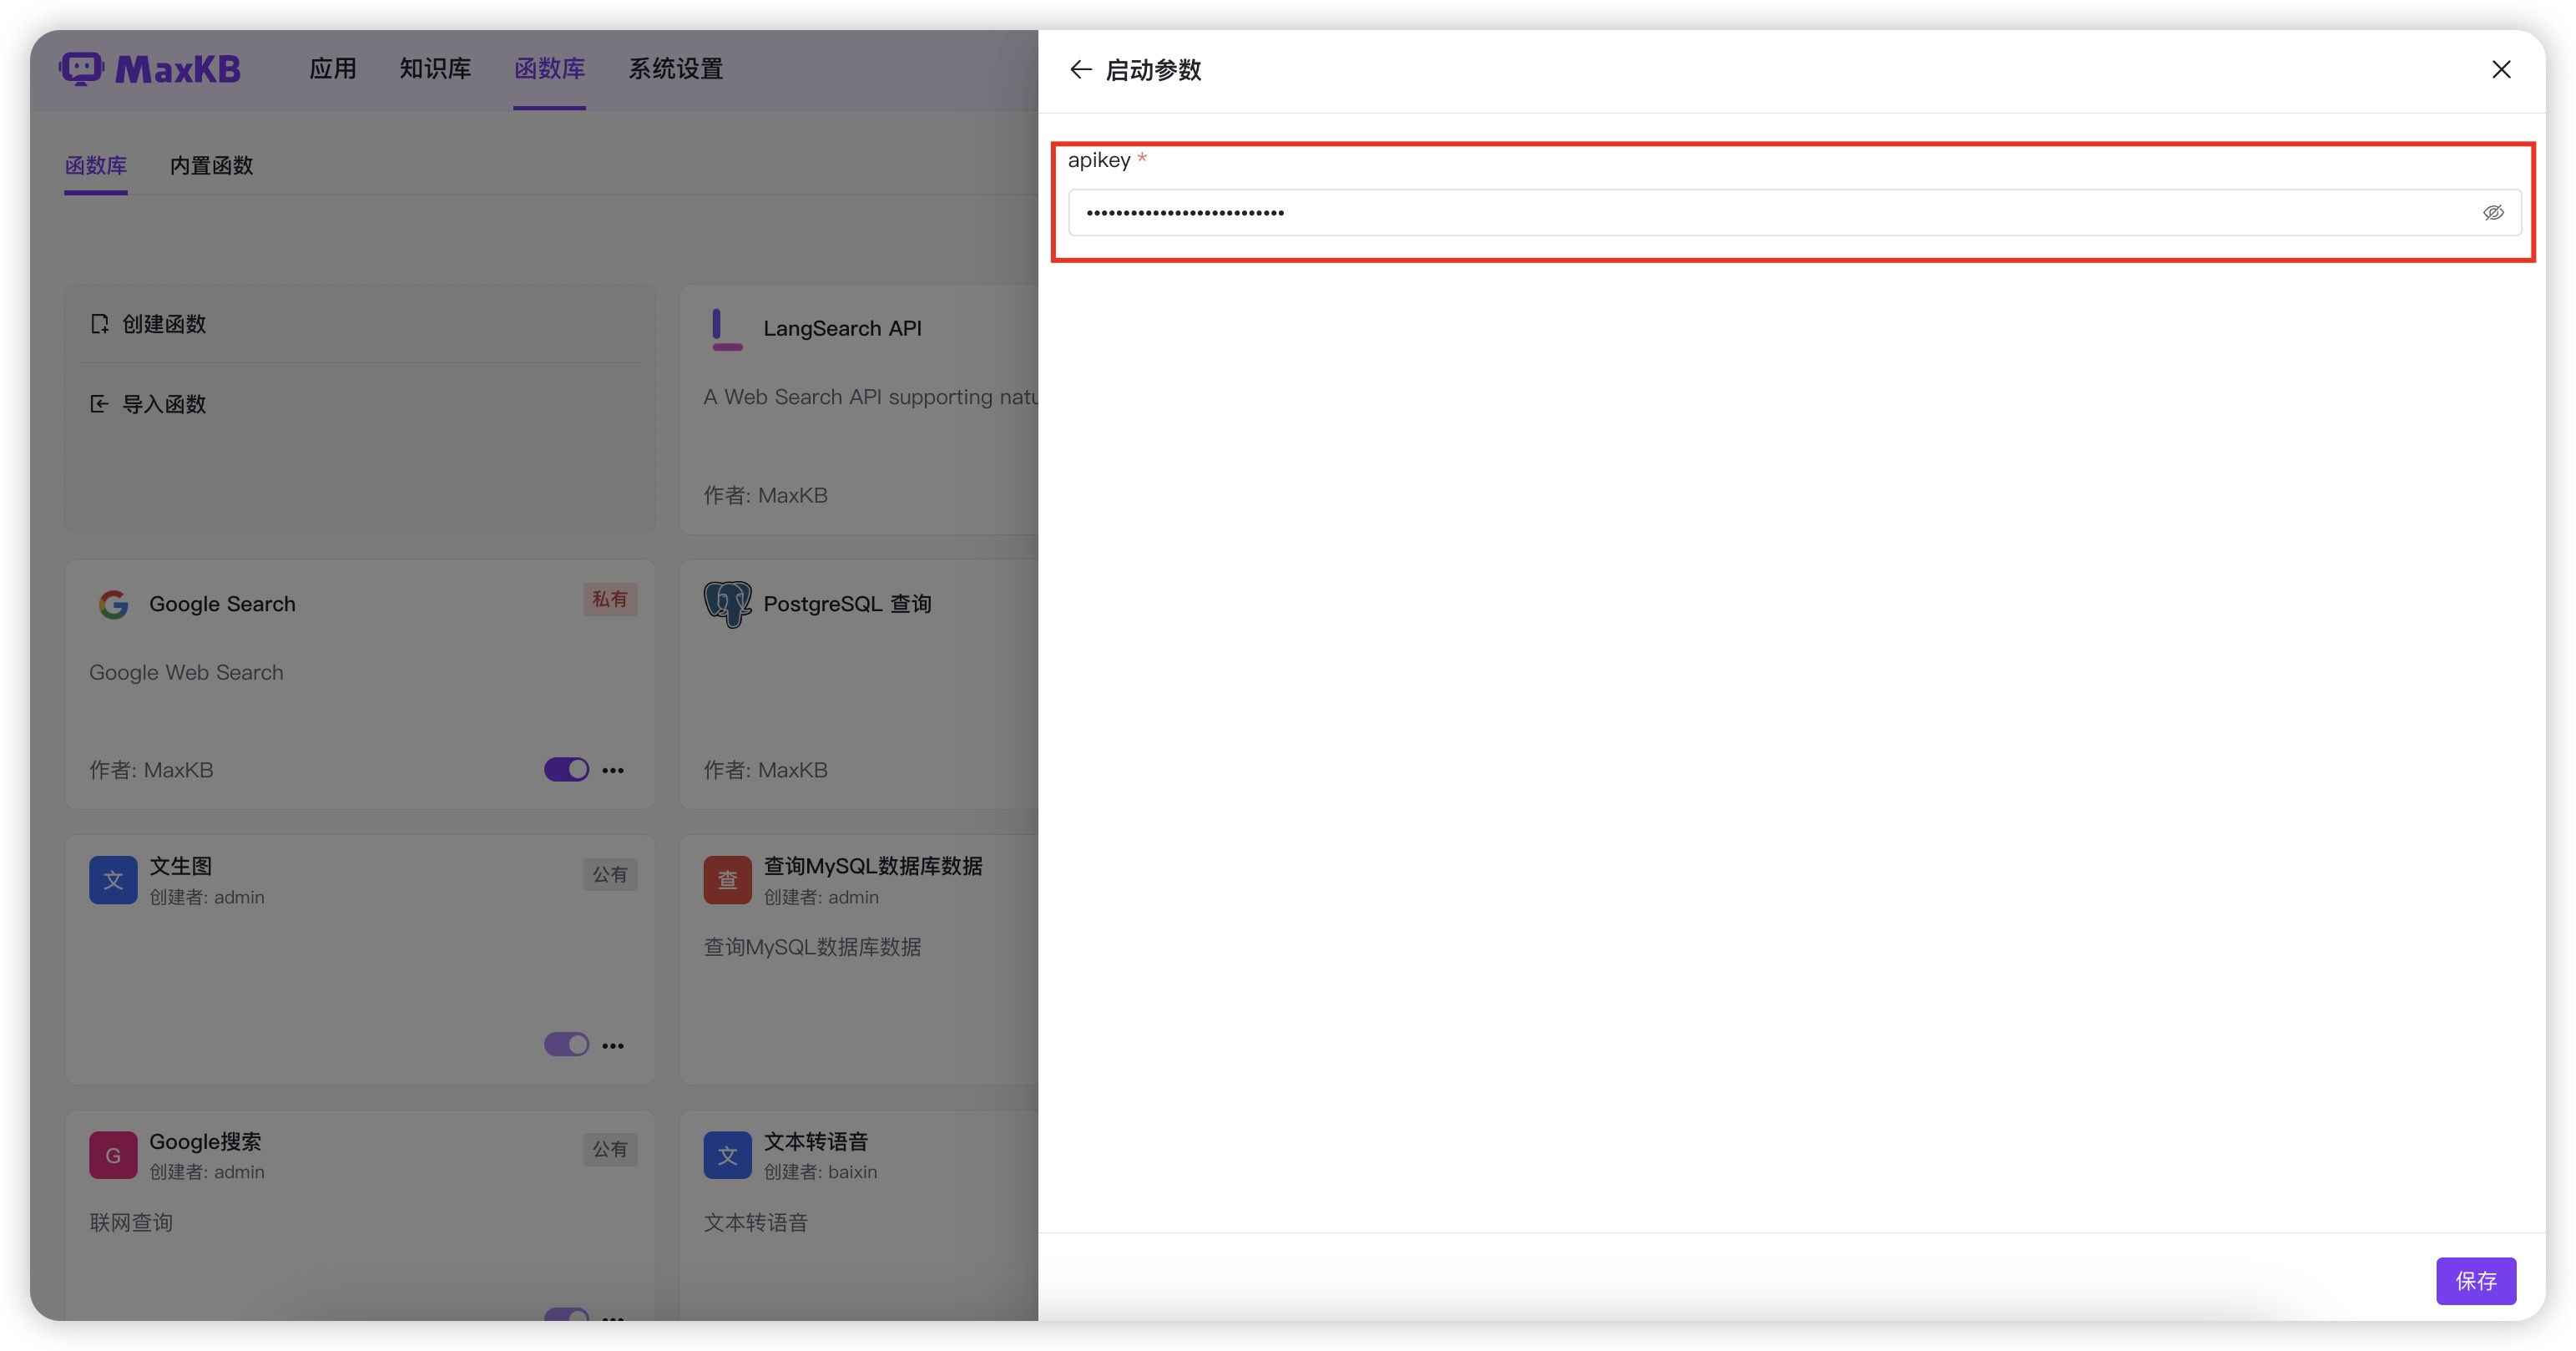 MaxKB
应用 知识库 函数库 系统设置
函数库 内置函数
创建函数
导入函数
LangSearch API
A Web Search API supporting natu
作者: MaxKB
Google Search
私有
Google Web Search
作者: MaxKB
PostgreSQL 查询
作者: MaxKB
文
文生图
创建者: admin
公有
查
查询MySQL数据库数据
创建者: admin
查询MySQL数据库数据
G
Google搜索
创建者: admin
公有
联网查询
文
文本转语音
创建者: baixin
文本转语音
启动参数
apikey *
保存